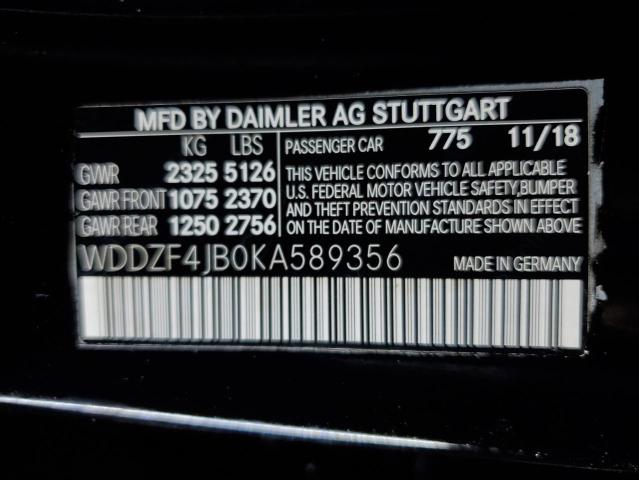 MFD BY DAIMLER AG STUTTGART
KG LBS
GVWR 2325 5126
GAWR FRONT 1075 2370
GAWR REAR 1250 2756
PASSENGER CAR 775 11/18
THIS VEHICLE CONFORMS TO ALL APPLICABLE
U.S. FEDERAL MOTOR VEHICLE SAFETY,BUMPER
AND THEFT PREVENTION STANDARDS IN EFFECT
ON THE DATE OF MANUFACTURE SHOWN ABOVE
WDDZF4JB0KA589356
MADE IN GERMANY